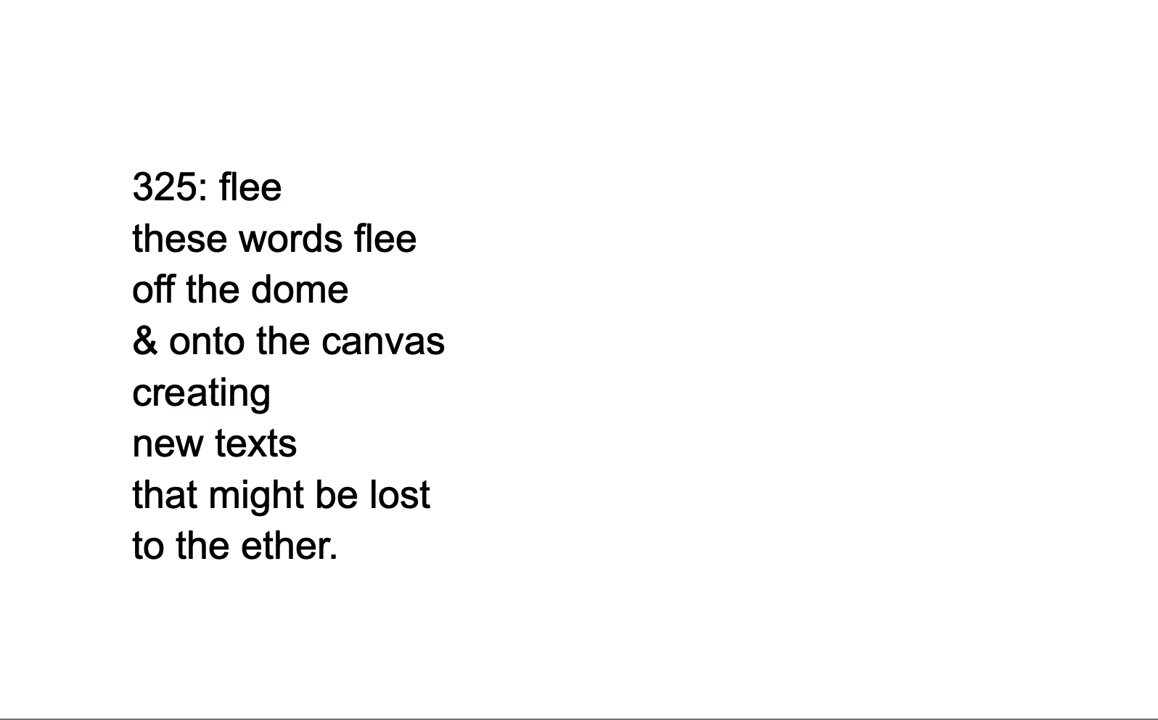 325: flee
these words flee
off the dome
& onto the canvas
creating
new texts
that might be lost
to the ether.